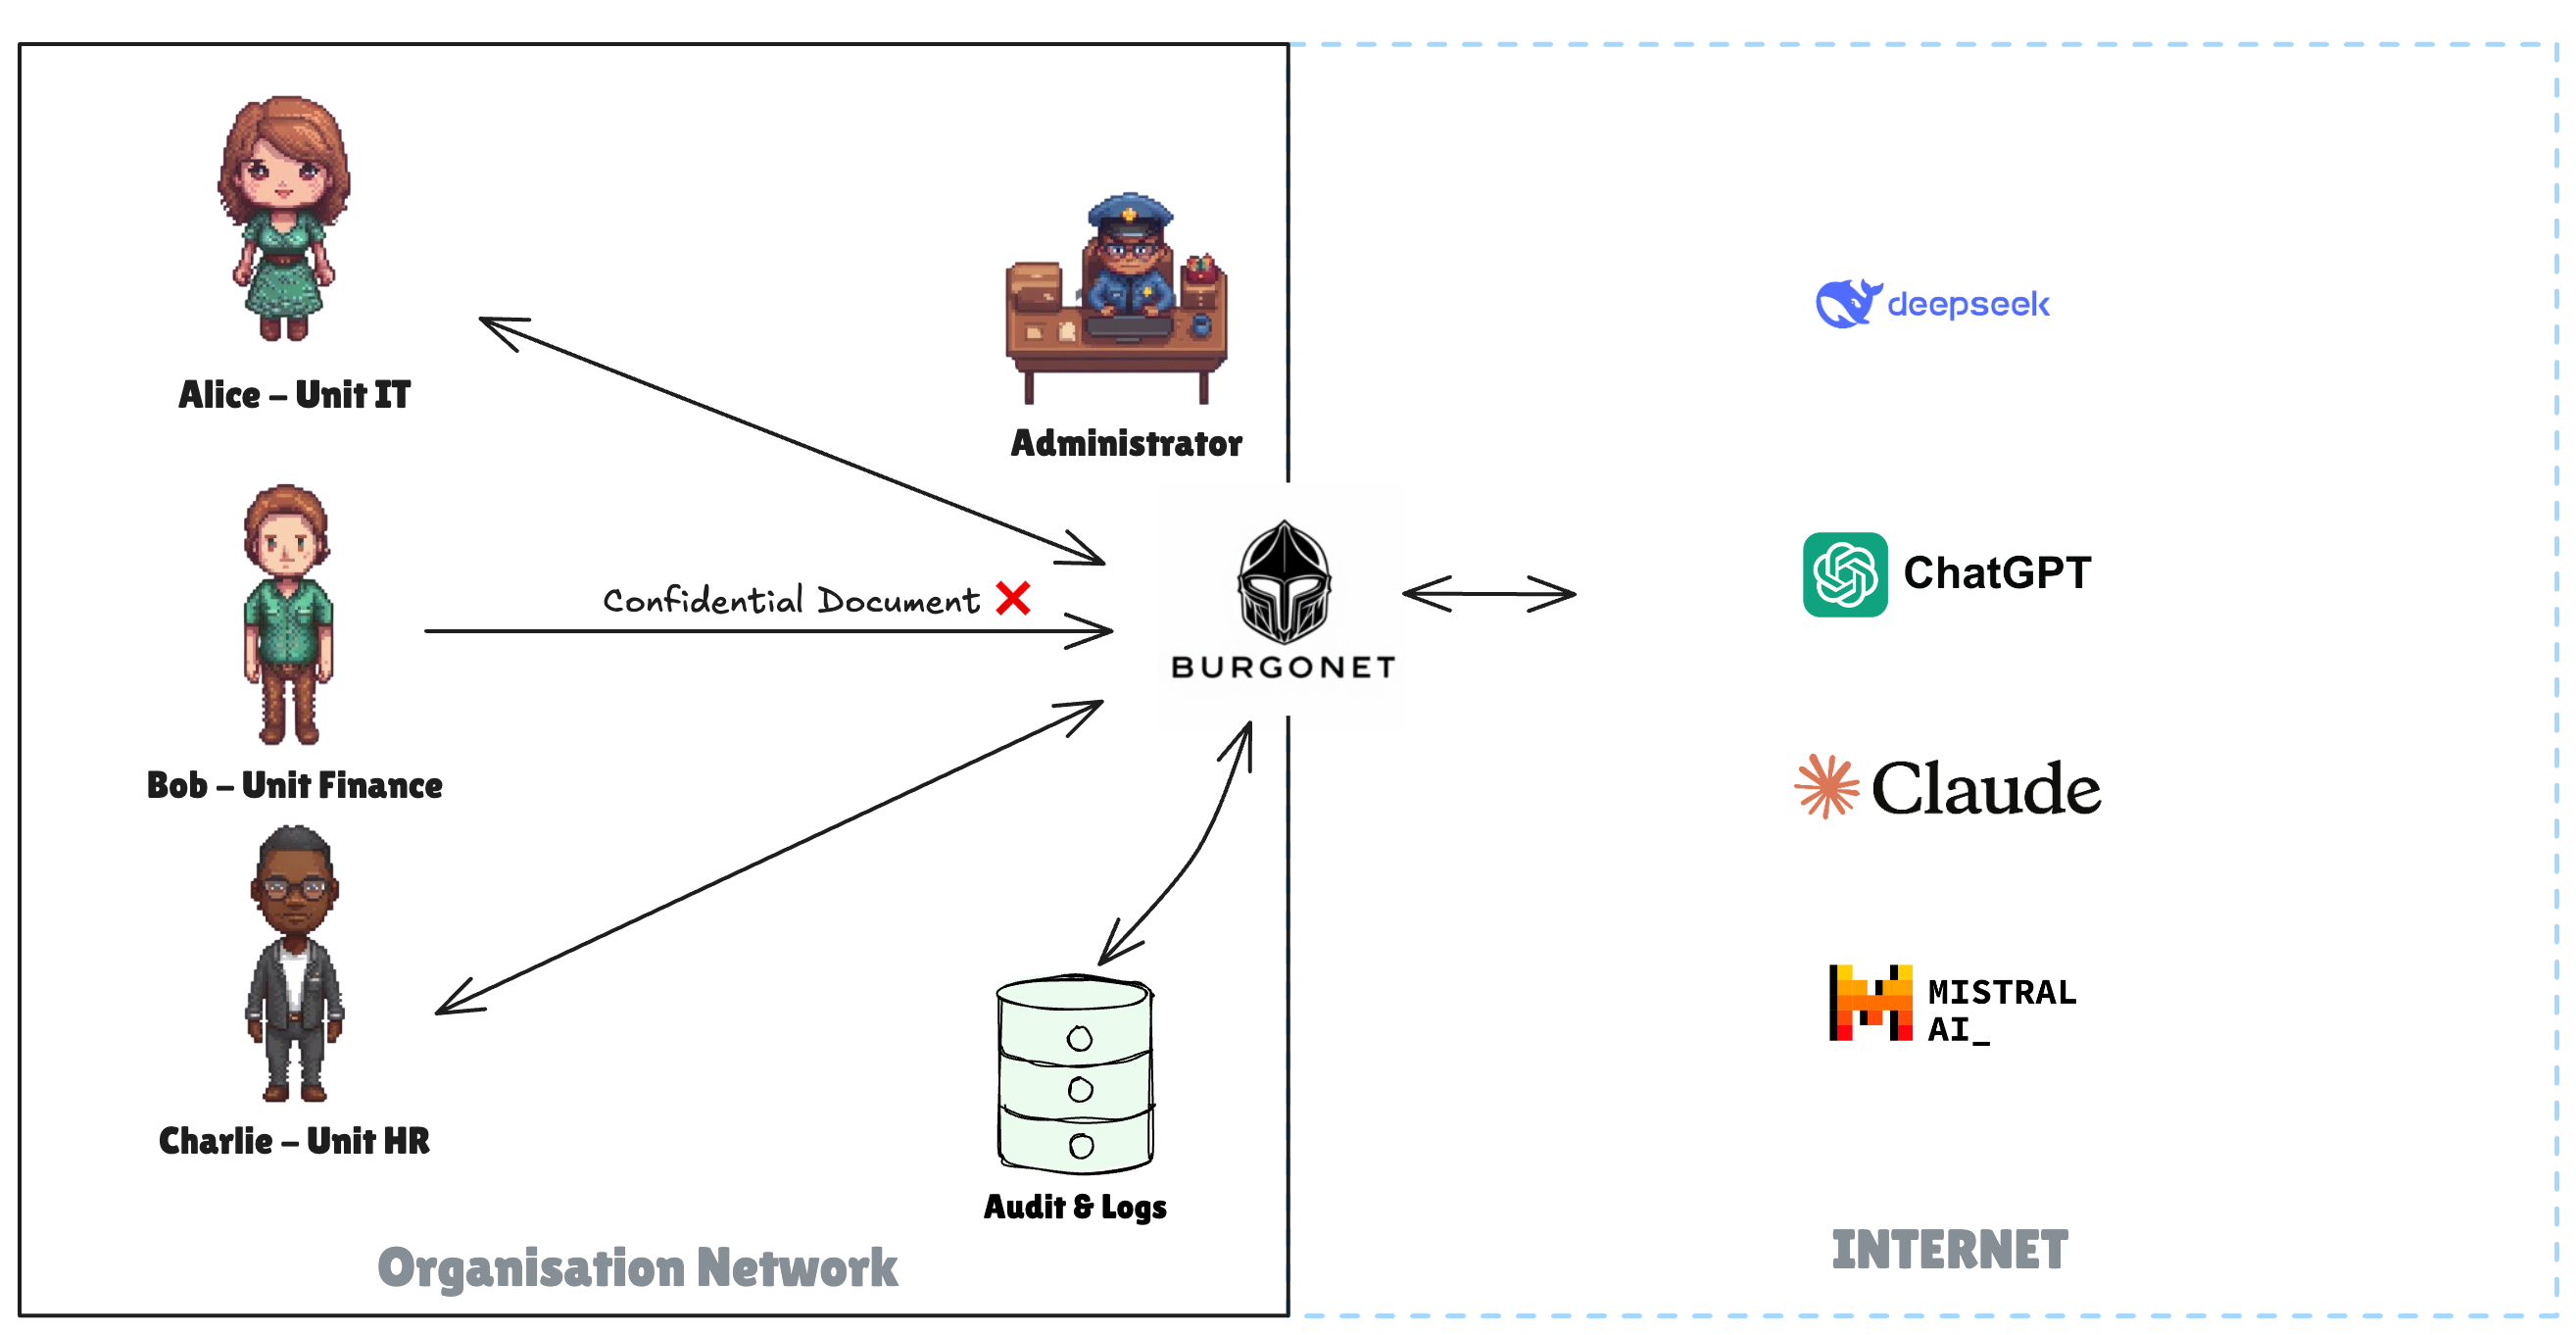 Alice – Unit IT
Administrator
Bob – Unit Finance
Confidential Document
BURGONET
Charlie – Unit HR
Audit & Logs
Organisation Network
deepseek
ChatGPT
Claude
MISTRAL
AI_
INTERNET